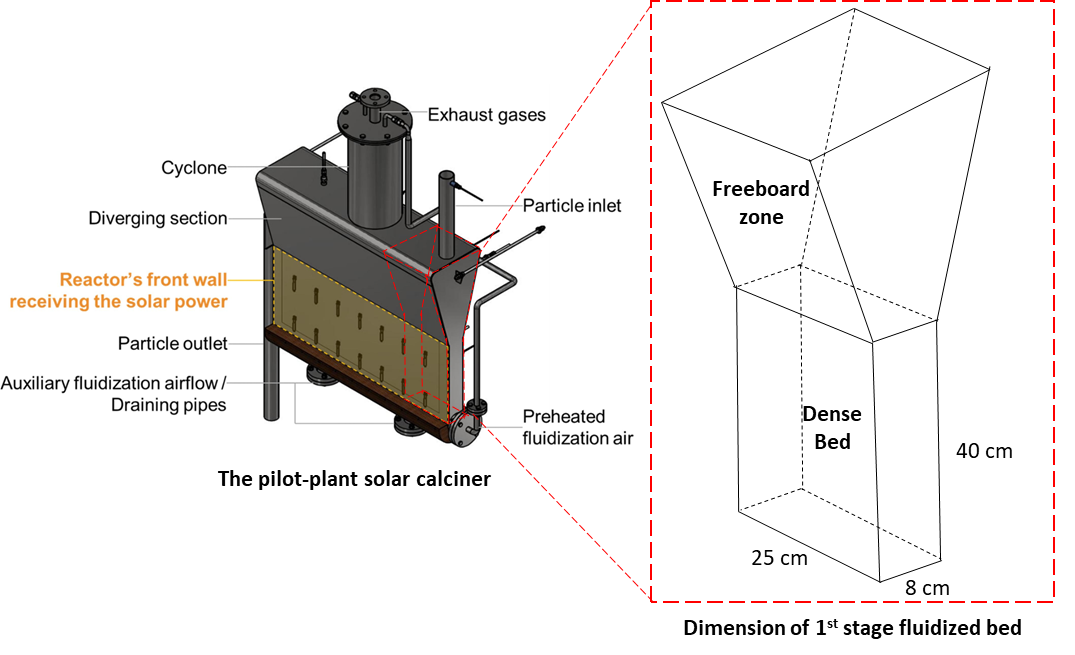 Exhaust gases
Cyclone
Particle inlet
Diverging section
Reactor's front wall
receiving the solar power
Particle outlet
Auxiliary fluidization airflow /
Draining pipes
Preheated
fluidization air
The pilot-plant solar calciner
Freeboard
zone
Dense
Bed
40 cm
25 cm
8 cm
Dimension of 1st stage fluidized bed